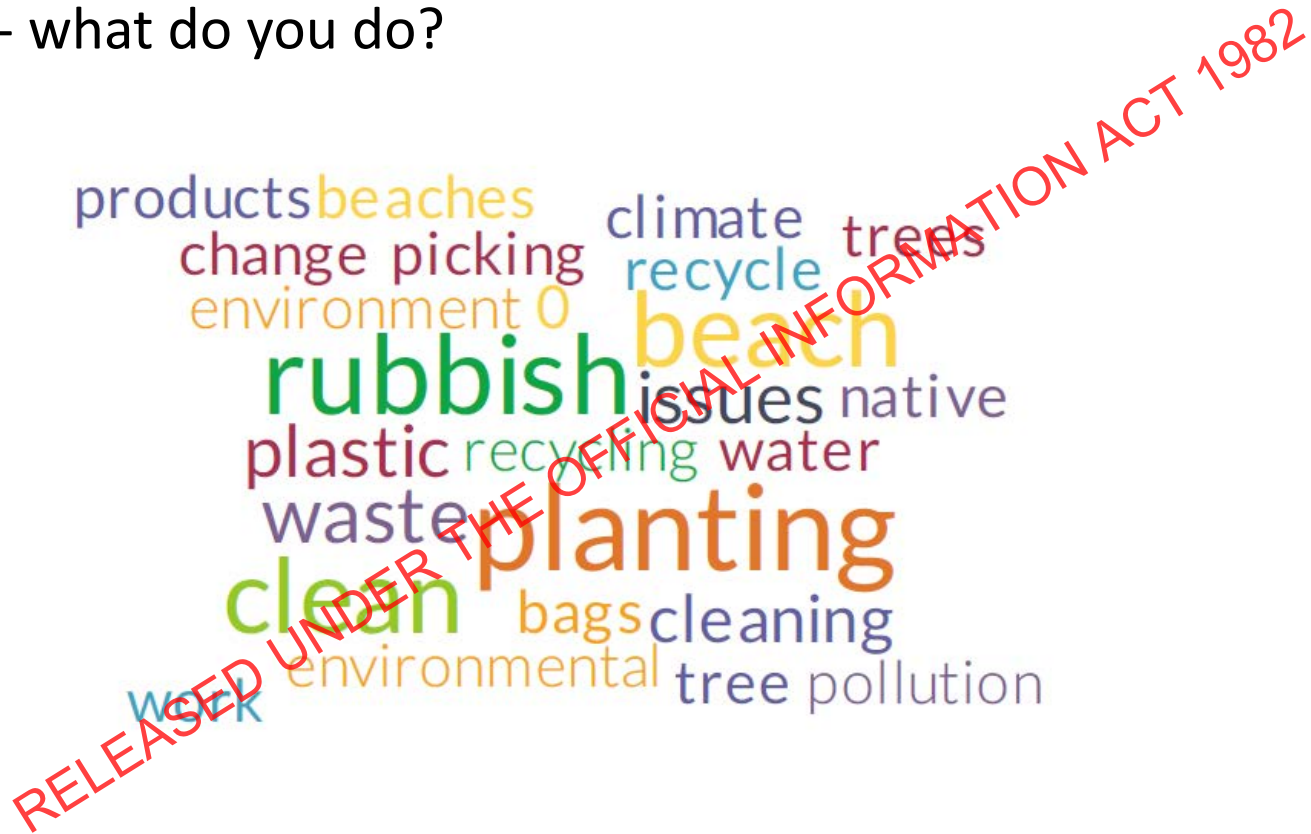 - what do you do?
products beaches climate trees
change picking recycle
environment 0 beach
rubbish issues native
plastic recycling water
waste planting
clean bags cleaning
environmental tree pollution
work
RELEASED UNDER THE OFFICIAL INFORMATION ACT 1982